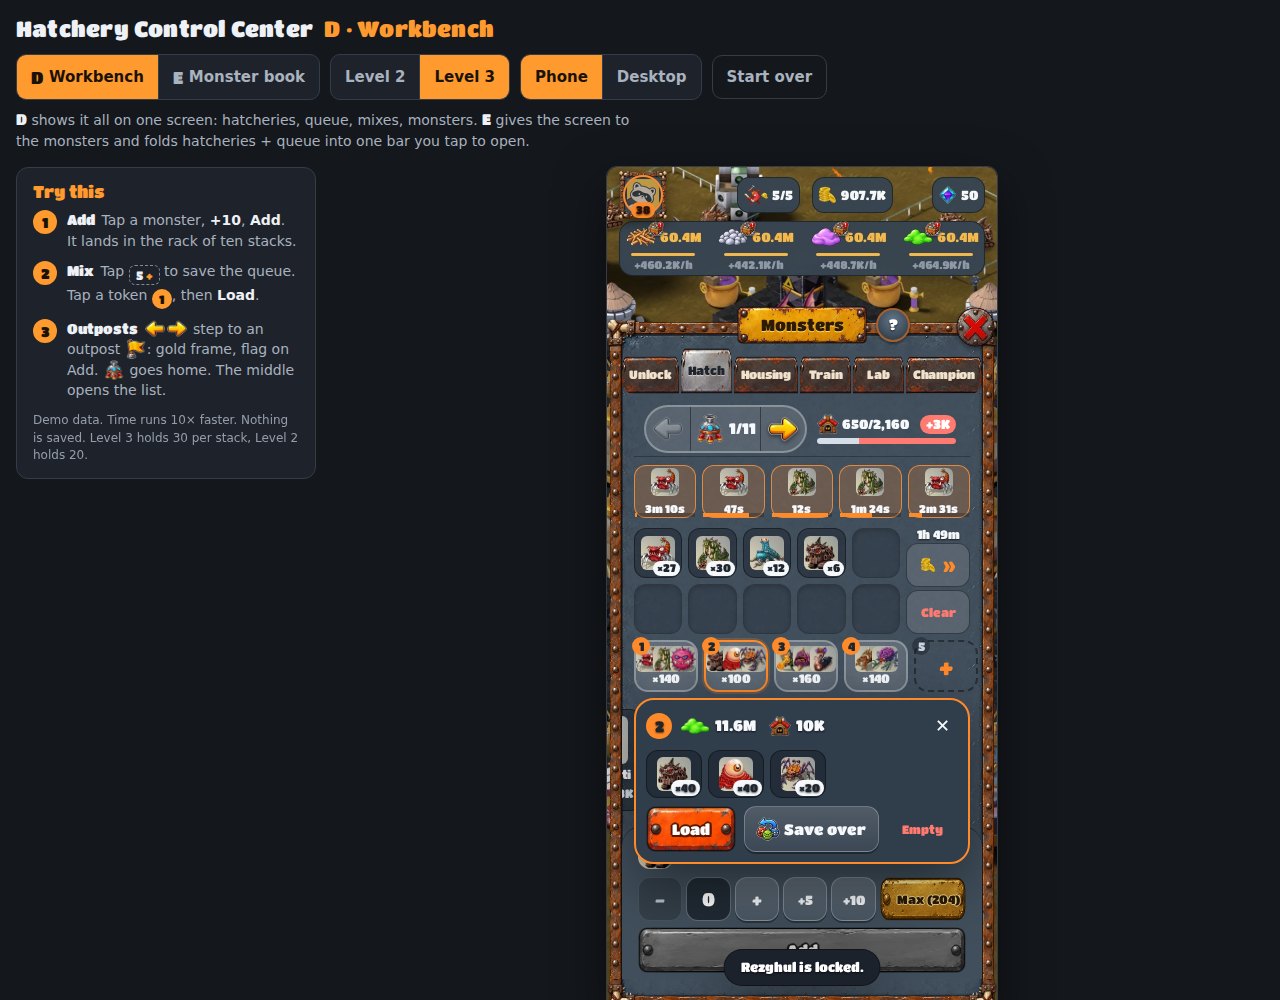 Hatchery Control Center D · Workbench
D Workbench E Monster book Level 2 Level 3 Phone Desktop Start over
D shows it all on one screen: hatcheries, queue, mixes, monsters. E gives the screen to
the monsters and folds hatcheries + queue into one bar you tap to open.
Try this
1 Add Tap a monster, +10, Add.
It lands in the rack of ten stacks.
2 Mix Tap 5 + to save the queue.
Tap a token 1, then Load.
3 Outposts step to an
outpost : gold frame, flag on
Add. goes home. The middle
opens the list.
Demo data. Time runs 10× faster. Nothing
is saved. Level 3 holds 30 per stack, Level 2
holds 20.
30 5/5 907.7K 50
60.4M 60.4M 60.4M 60.4M
+460.2K/h +442.1K/h +448.7K/h +464.9K/h
Monsters ?
Unlock Hatch Housing Train Lab Champion
1/11 650/2,160 +3K
3m 10s 47s 12s 1m 24s 2m 31s
1h 49m
×27 ×30 ×12 ×6 »
Clear
1 2 3 4 5
×140 ×100 ×160 ×140 +
2 11.6M 10K ×
×40 ×40 ×20
Load Save over Empty
− 0 + +5 +10 Max (204)
Add
Rezghul is locked.